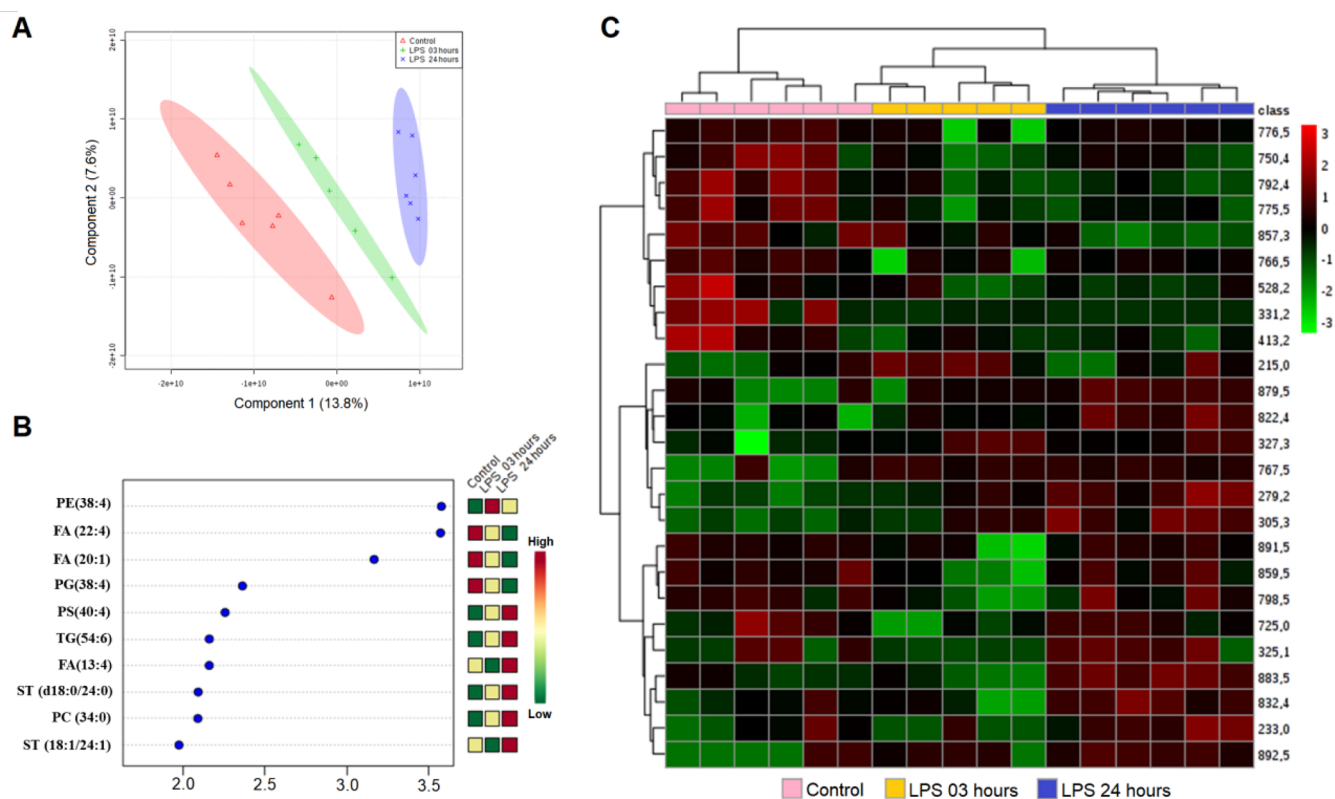 A
Control
LPS 03 hours
LPS 24 hours
2e+10
1e+10
0e+00
-1e+10
-2e+10
Component 2 (7.6%)
-2e+10
-1e+10
0e+00
1e+10
Component 1 (13.8%)
B
Control
LPS 03 hours
LPS 24 hours
PE(38:4)
FA (22:4)
FA (20:1)
PG(38:4)
PS(40:4)
TG(54:6)
FA(13:4)
ST (d18:0/24:0)
PC (34:0)
ST (18:1/24:1)
2.0
2.5
3.0
3.5
High
Low
C
class
776,5
750,4
792,4
775,5
857,3
766,5
528,2
331,2
413,2
215,0
879,5
822,4
327,3
767,5
279,2
305,3
891,5
859,5
798,5
725,0
325,1
883,5
832,4
233,0
892,5
3
2
1
0
-1
-2
-3
Control
LPS 03 hours
LPS 24 hours